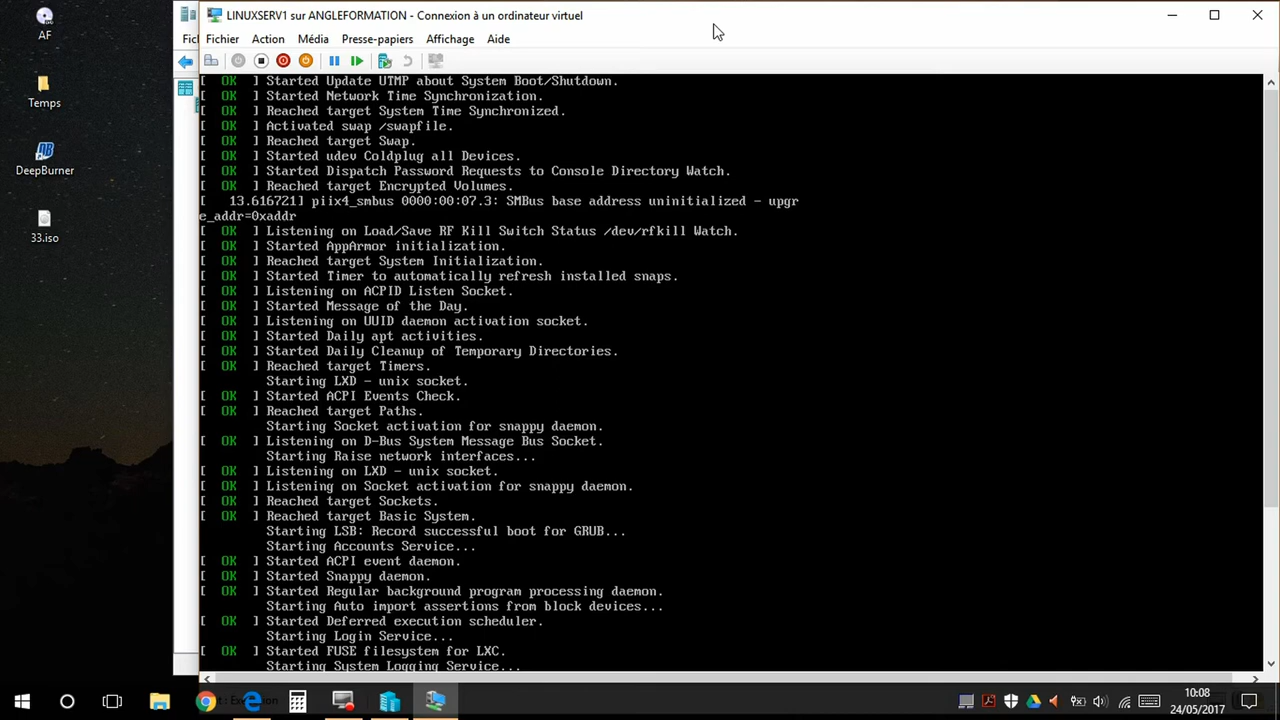 AF
Temps
DeepBurner
33.iso
LINUXSERV1 sur ANGLEFORMATION - Connexion à un ordinateur virtuel
Fich
Fichier Action Média Presse-papiers Affichage Aide
[ OK ] Started Update UTMP about System Boot/Shutdown.
[ OK ] Started Network Time Synchronization.
[ OK ] Reached target System Time Synchronized.
[ OK ] Activated swap /swapfile.
[ OK ] Reached target Swap.
[ OK ] Started udev Coldplug all Devices.
[ OK ] Started Dispatch Password Requests to Console Directory Watch.
[ OK ] Reached target Encrypted Volumes.
[ 13.616721] piix4_smbus 0000:00:07.3: SMBus base address uninitialized - upgr
e_addr=0xaddr
[ OK ] Listening on Load/Save RF Kill Switch Status /dev/rfkill Watch.
[ OK ] Started AppArmor initialization.
[ OK ] Reached target System Initialization.
[ OK ] Started Timer to automatically refresh installed snaps.
[ OK ] Listening on ACPID Listen Socket.
[ OK ] Started Message of the Day.
[ OK ] Listening on UUID daemon activation socket.
[ OK ] Started Daily apt activities.
[ OK ] Started Daily Cleanup of Temporary Directories.
[ OK ] Reached target Timers.
Starting LXD - unix socket.
[ OK ] Started ACPI Events Check.
[ OK ] Reached target Paths.
Starting Socket activation for snappy daemon.
[ OK ] Listening on D-Bus System Message Bus Socket.
Starting Raise network interfaces...
[ OK ] Listening on LXD - unix socket.
[ OK ] Listening on Socket activation for snappy daemon.
[ OK ] Reached target Sockets.
[ OK ] Reached target Basic System.
Starting LSB: Record successful boot for GRUB...
Starting Accounts Service...
[ OK ] Started ACPI event daemon.
[ OK ] Started Snappy daemon.
[ OK ] Started Regular background program processing daemon.
Starting Auto import assertions from block devices...
[ OK ] Started Deferred execution scheduler.
Starting Login Service...
[ OK ] Started FUSE filesystem for LXC.
Starting System Logging Service...
10:08
24/05/2017